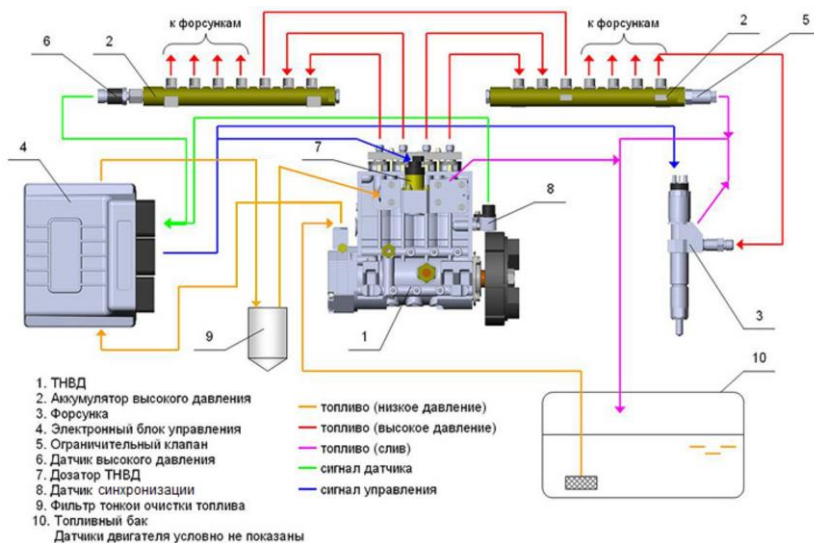 к форсункам
к форсункам
6
2
2
5
4
7
8
9
1
3
10
1. ТНВД
2. Аккумулятор высокого давления
3. Форсунка
4. Электронный блок управления
5. Ограничительный клапан
6. Датчик высокого давления
7. Дозатор ТНВД
8. Датчик синхронизации
9. Фильтр тонкои очистки топлива
10. Топливный бак
Датчики двигателя условно не показаны
топливо (низкое давление)
топливо (высокое давление)
топливо (слив)
сигнал датчика
сигнал управления